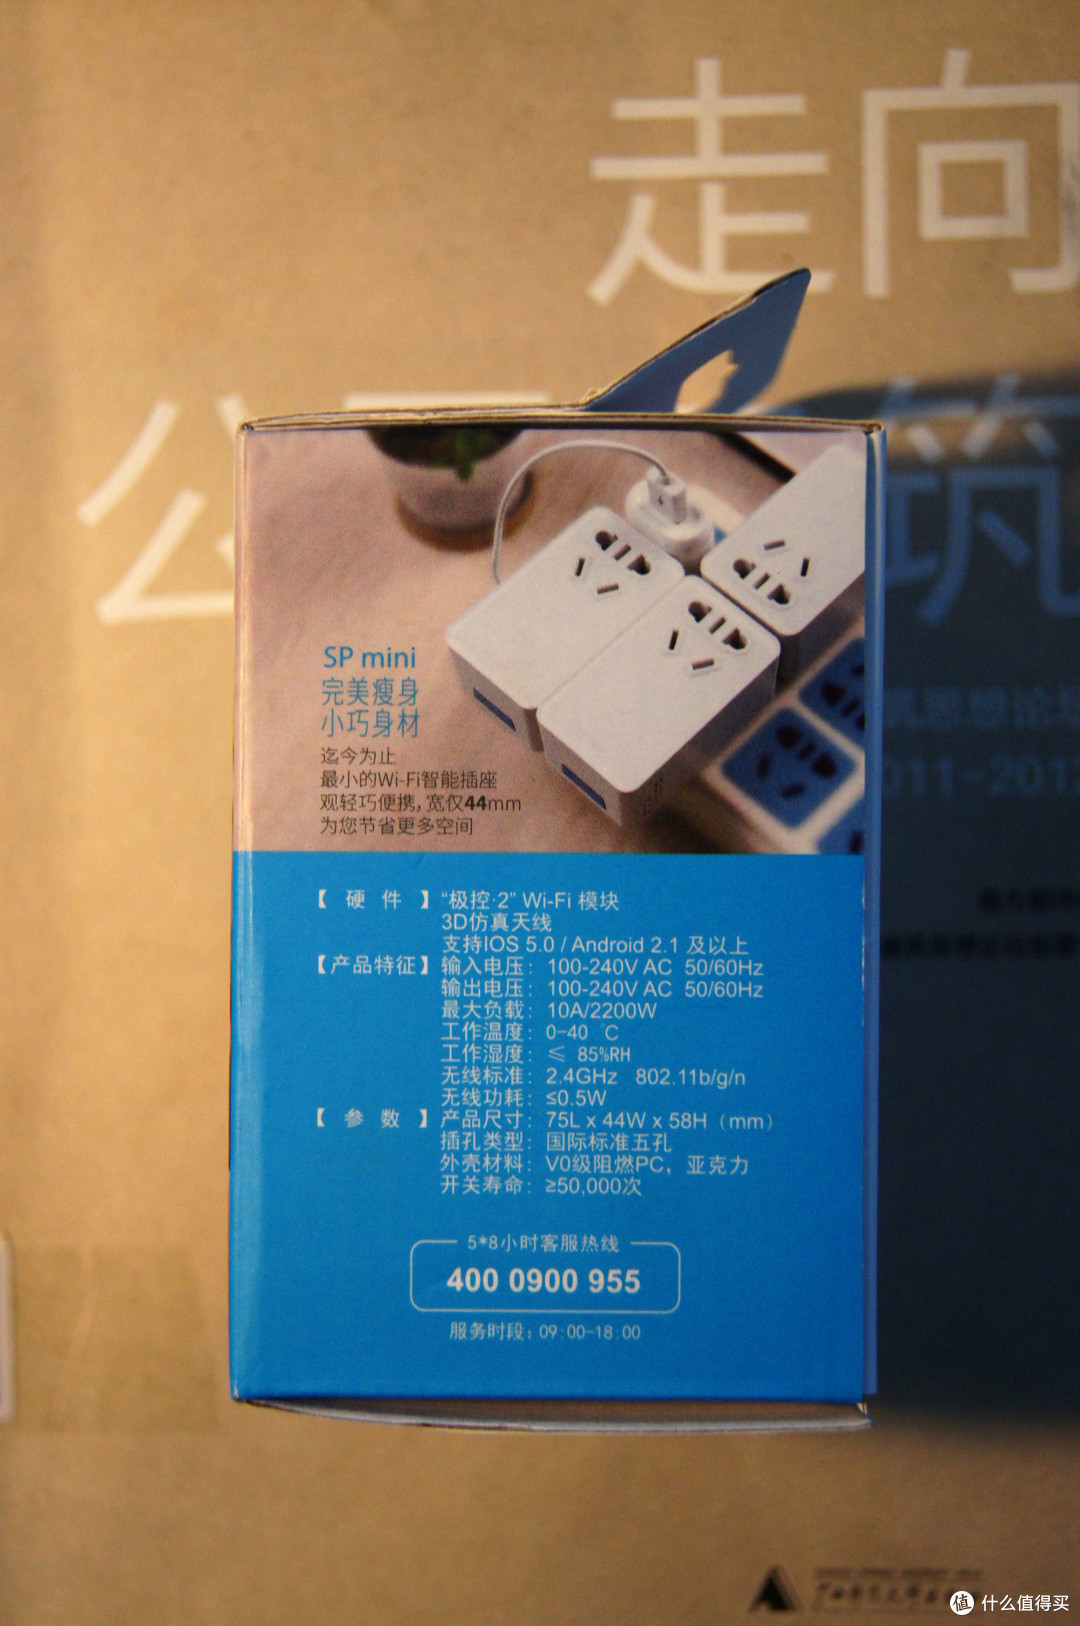 走向
公
筑
SP mini
完美瘦身
小巧身材
迄今为止
最小的Wi-Fi智能插座
观轻巧便携,宽仅44mm
为您节省更多空间
【 硬 件 】“极控·2” Wi-Fi 模块
3D仿真天线
支持IOS 5.0 / Android 2.1 及以上
【产品特征】输入电压: 100-240V AC 50/60Hz
输出电压: 100-240V AC 50/60Hz
最大负载: 10A/2200W
工作温度: 0-40 ℃
工作湿度: ≤ 85%RH
无线标准: 2.4GHz 802.11b/g/n
无线功耗: ≤0.5W
【 参 数 】产品尺寸: 75L x 44W x 58H (mm)
插孔类型: 国际标准五孔
外壳材料: V0级阻燃PC, 亚克力
开关寿命: ≥50,000次
5*8小时客服热线
400 0900 955
服务时段: 09:00-18:00
值 什么值得买